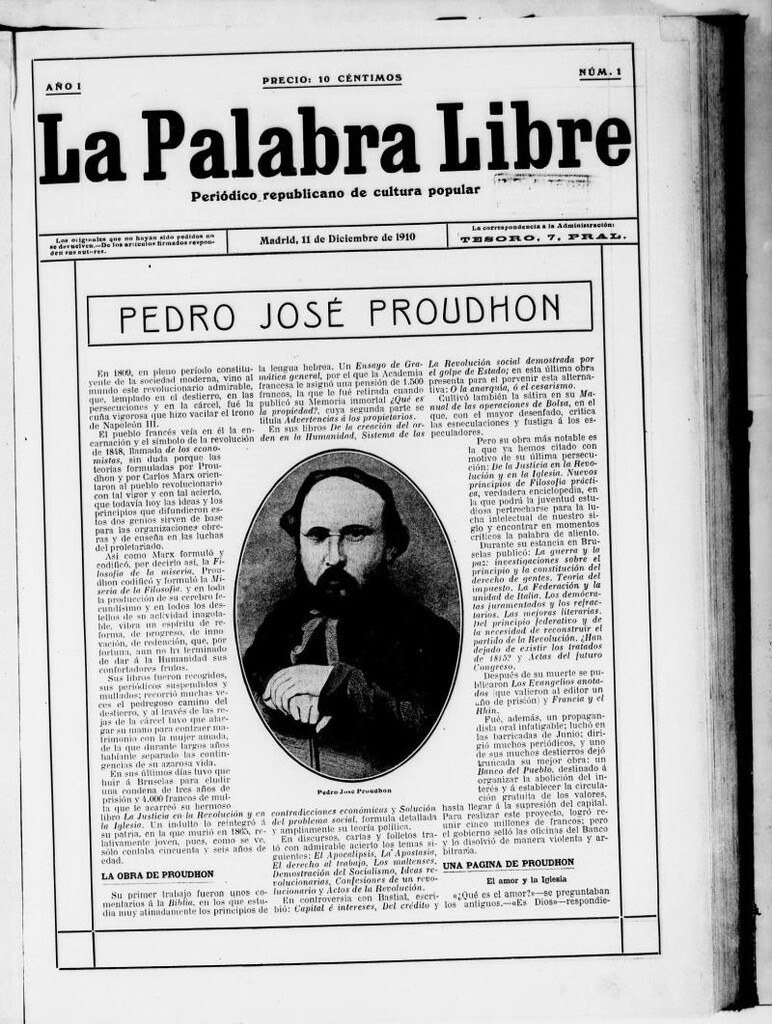 AÑO I
PRECIO: 10 CÉNTIMOS
NÚM. 1
La Palabra Libre
Periódico republicano de cultura popular
Los originales que no hayan sido pedidos no
se devuelven.—De los artículos firmados respon-
den sus autores.
Madrid, 11 de Diciembre de 1910
La correspondencia a la Administración:
TESORO, 7, PRAL.
PEDRO JOSÉ PROUDHON
En 1809, en pleno período constitu-
yente de la sociedad moderna, vino al
mundo este revolucionario admirable,
que, templado en el destierro, en las
persecuciones y en la cárcel, fué la
cuña vigorosa que hizo vacilar el trono
de Napoleón III.
El pueblo francés veía en él la en-
carnación y el símbolo de la revolución
de 1848, llamada de los econo-
mistas, sin duda porque las
teorías formuladas por Prou-
dhon y por Carlos Marx orienta-
ron al pueblo revolucionario
con tal vigor y con tal acierto,
que todavía hoy las ideas y los
principios que difundieron es-
tos dos genios sirven de base
para las organizaciones obre-
ras y de enseña en las luchas
del proletariado.
Así como Marx formuló y
codificó, por decirlo así, la Fi-
losofía de la miseria, Prou-
dhon codificó y formuló la Mi-
seria de la Filosofía, y en toda
la producción de su cerebro fe-
cundísimo y en todos los des-
tellos de su actividad inagota-
ble, vibra un espíritu de re-
forma, de progreso, de inno-
vación, de redención, que, por
fortuna, aun no ha terminado
de dar á la Humanidad sus
confortadores frutos.
Sus libros fueron recogidos,
sus periódicos suspendidos y
multados; recorrió muchas ve-
ces el pedregoso camino del
destierro, y al través de las re-
jas de la cárcel tuvo que alar-
gar su mano para contraer ma-
trimonio con la mujer amada,
de la que durante largos años
habíanle separado las contin-
gencias de su azarosa vida.
En sus últimos días tuvo que
huir á Bruselas para eludir
una condena de tres años de
prisión y 4.000 francos de mul-
ta que le acarreó su hermoso
libro La Justicia en la Revolución y en
la Iglesia. Un indulto lo reintegró á
su patria, en la que murió en 1865, re-
lativamente joven, pues, como se ve,
sólo contaba cincuenta y seis años de
edad.
LA OBRA DE PROUDHON
Su primer trabajo fueron unos co-
mentarios á la Biblia, en los que estu-
dia muy atinadamente los principios de
la lengua hebrea. Un Ensayo de Gra-
mática general, por el que la Academia
francesa le asignó una pensión de 1.500
francos, la que le fué retirada cuando
publicó su Memoria inmortal ¿Qué es
la propiedad?, cuya segunda parte se
titula Advertencias á los propietarios.
En sus libros De la creación del or-
den en la Humanidad, Sistema de las
Pedro José Proudhon
contradicciones económicas y Solución
del problema social, formula detallada
y ampliamente su teoría política.
En discursos, cartas y folletos tra-
tó con admirable acierto los temas si-
guientes: El Apocalipsis, La Apostasía,
El derecho al trabajo, Los maltenses,
Demostración del Socialismo, Ideas re-
volucionarias, Confesiones de un revo-
lucionario y Actos de la Revolución.
En controversia con Bastiat, escri-
bió: Capital é intereses, Del crédito y
La Revolución social demostrada por
el golpe de Estado; en esta última obra
presenta para el porvenir esta alterna-
tiva: O la anarquía, ó el cesarismo.
Cultivó también la sátira en su Ma-
nual de las operaciones de Bolsa, en el
que, con el mayor desenfado, critica
las especulaciones y fustiga á los es-
peculadores.
Pero su obra más notable es
la que ya hemos citado con
motivo de su última persecu-
ción: De la Justicia en la Revo-
lución y en la Iglesia. Nuevos
principios de Filosofía prácti-
ca, verdadera enciclopedia, en
la que podrá la juventud estu-
diosa pertrecharse para la lu-
cha intelectual de nuestro si-
glo y encontrar en momentos
críticos la palabra de aliento.
Durante su estancia en Bru-
selas publicó: La guerra y la
paz: investigaciones sobre el
principio y la constitución del
derecho de gentes. Teoría del
impuesto. La Federación y la
unidad de Italia. Los demócra-
tas juramentados y los refrac-
tarios. Las mejoras literarias.
Del principio federativo y de
la necesidad de reconstruir el
partido de la Revolución. ¿Han
dejado de existir los tratados
de 1815? y Actas del futuro
Congreso.
Después de su muerte se pu-
blicaron Los Evangelios anota-
dos (que valieron al editor un
año de prisión) y Francia y el
Rhin.
Fué, además, un propagan-
dista oral infatigable; luchó en
las barricadas de Junio; diri-
gió muchos periódicos, y uno
de sus muchos destierros dejó
truncada su mejor obra: un
Banco del Pueblo, destinado á
organizar la abolición del inte-
rés y á establecer la circula-
ción gratuita de los valores,
hasta llegar á la supresión del capital.
Para realizar este proyecto, logró re-
unir cinco millones de francos; pero
el gobierno selló las oficinas del Banco
y lo disolvió de manera violenta y ar-
bitraria.
UNA PAGINA DE PROUDHON
El amor y la Iglesia
«¿Qué es el amor?»—se preguntaban
los antiguos.—«Es Dios»—respondie-